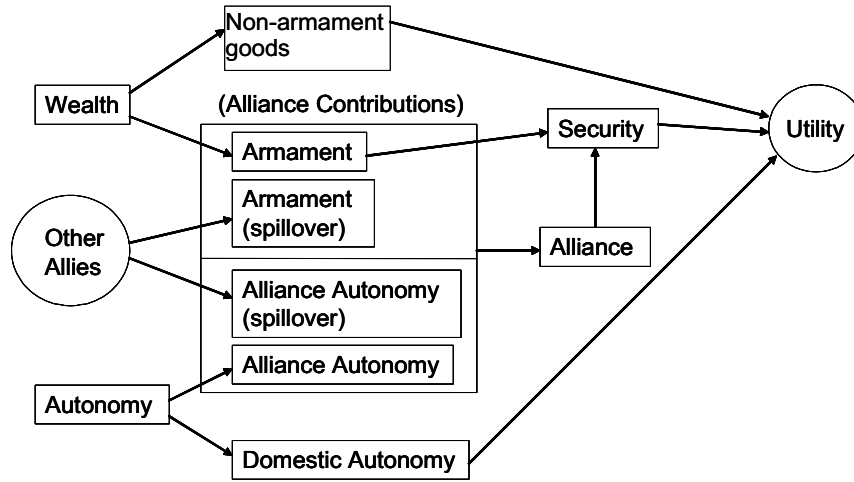 Non-armament
goods
Wealth
(Alliance Contributions)
Armament
Security
Utility
Armament
(spillover)
Other
Allies
Alliance
Alliance Autonomy
(spillover)
Alliance Autonomy
Autonomy
Domestic Autonomy